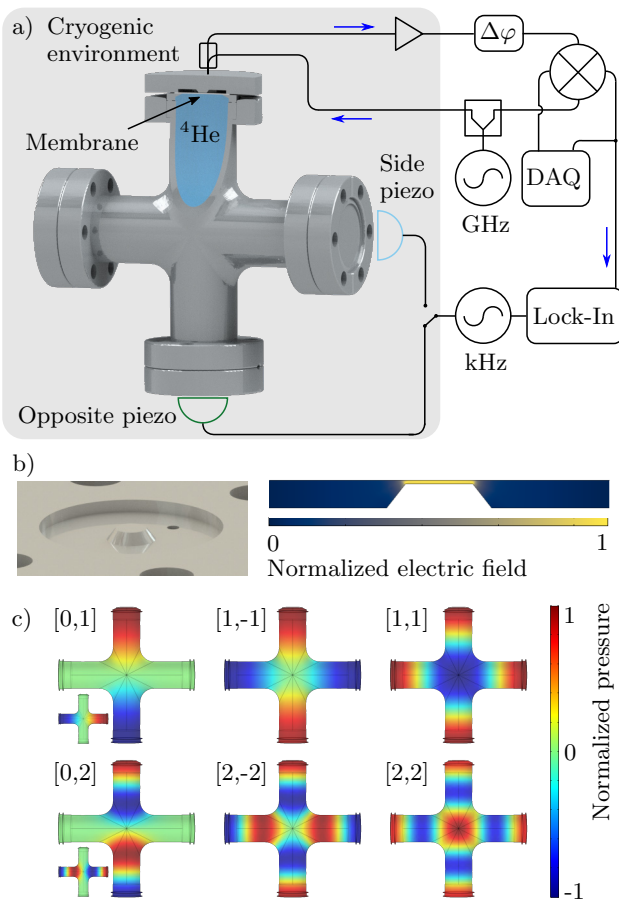 a) Cryogenic
environment
Δφ
Membrane
⁴He
Side
piezo
DAQ
GHz
Lock-In
kHz
Opposite piezo
b)
0 1
Normalized electric field
c) [0,1] [1,-1] [1,1] 1
[0,2] [2,-2] [2,2] 0
-1
Normalized pressure